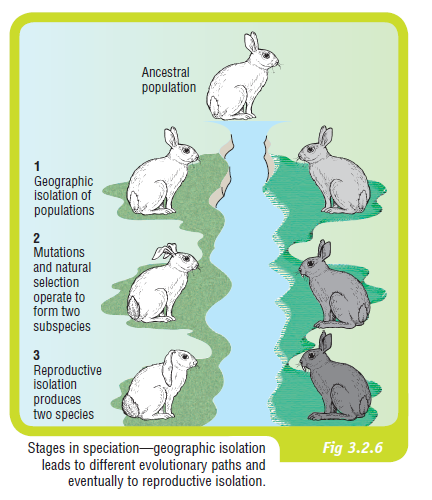 Ancestral
population
1
Geographic
isolation of
populations
2
Mutations
and natural
selection
operate to
form two
subspecies
3
Reproductive
isolation
produces
two species
Stages in speciation—geographic isolation
leads to different evolutionary paths and
eventually to reproductive isolation.
Fig 3.2.6